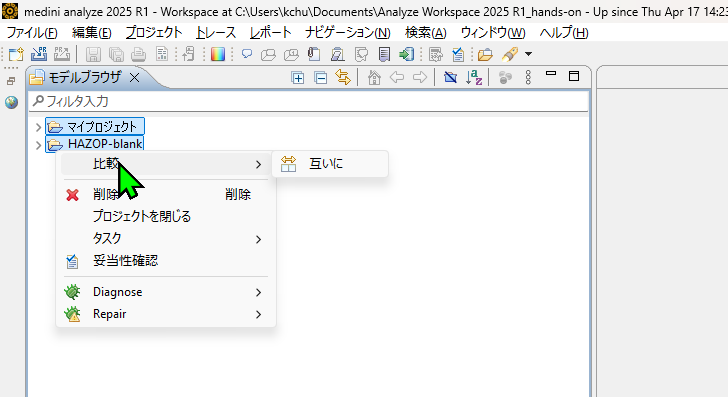 medini analyze 2025 R1 - Workspace at C:\Users\kchu\Documents\Analyze Workspace 2025 R1_hands-on - Up since Thu Apr 17 14:23
ファイル(F) 編集(E) プロジェクト トレース レポート ナビゲーション(N) 検索(A) ウィンドウ(W) ヘルプ(H)
モデルブラウザ
フィルタ入力
マイプロジェクト
HAZOP-blank
比較
互いに
削除 削除
プロジェクトを閉じる
タスク
妥当性確認
Diagnose
Repair